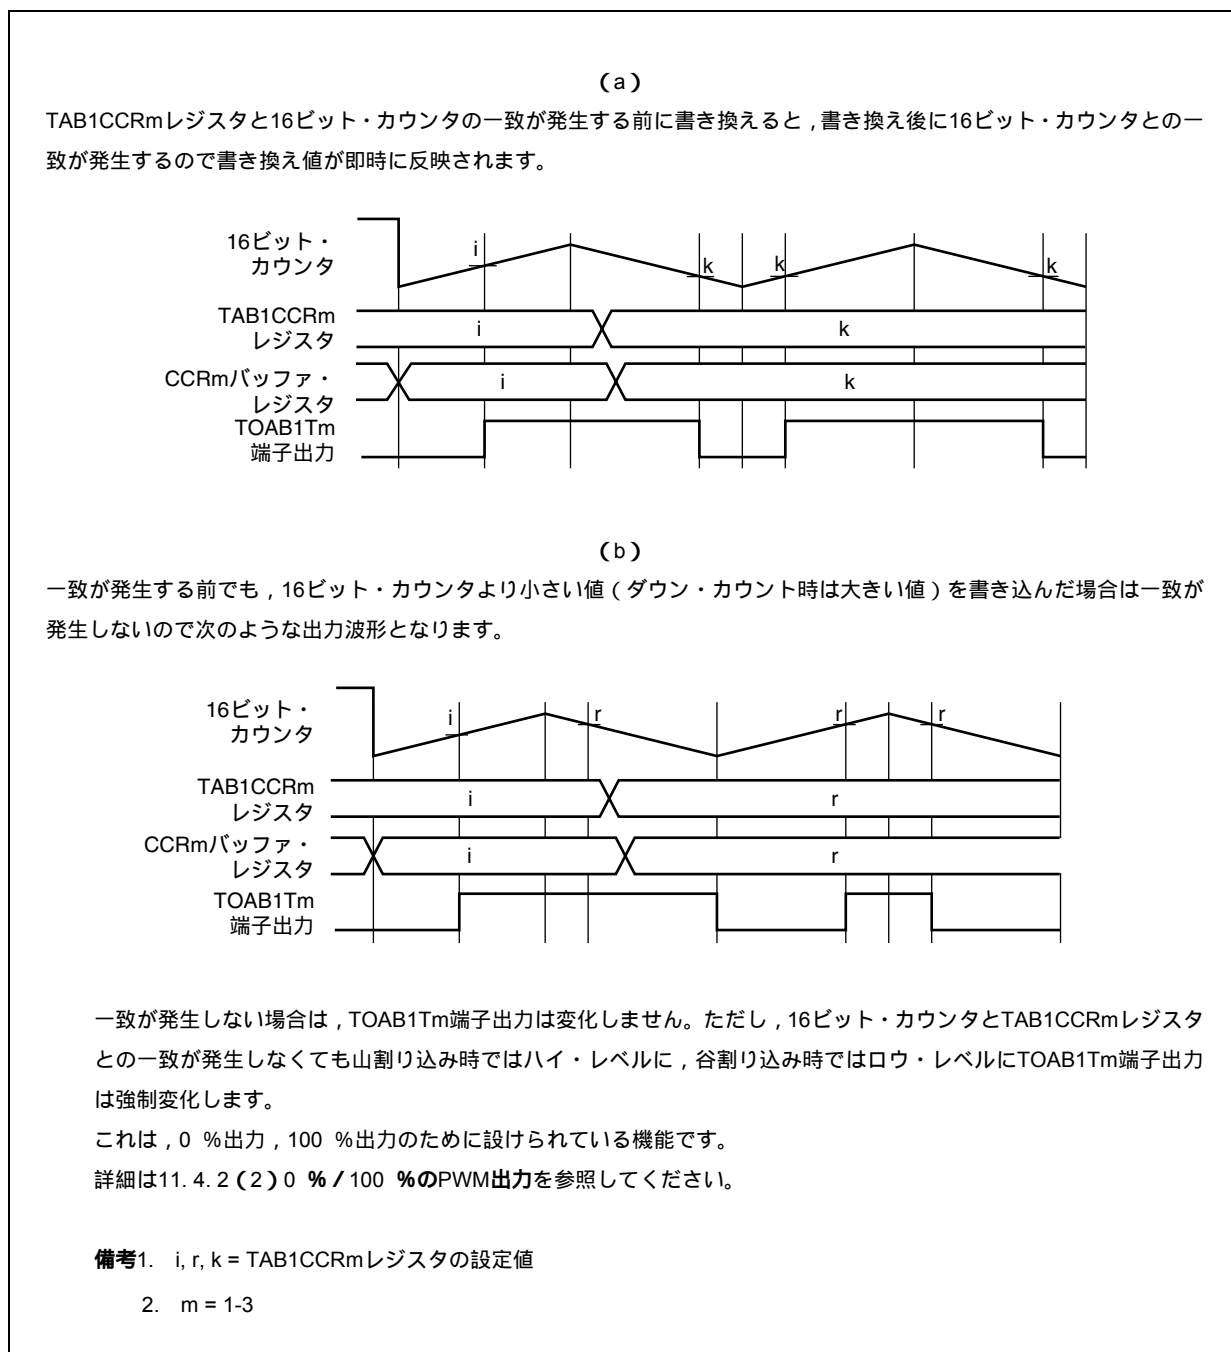 (a)
TAB1CCRmレジスタと16ビット・カウンタの一致が発生する前に書き換えると,書き換え後に16ビット・カウンタとの一
致が発生するので書き換え値が即時に反映されます。
16ビット・
カウンタ
i
k
k
k
TAB1CCRm
レジスタ
i
k
CCRmバッファ・
レジスタ
i
k
TOAB1Tm
端子出力
(b)
一致が発生する前でも,16ビット・カウンタより小さい値(ダウン・カウント時は大きい値)を書き込んだ場合は一致が
発生しないので次のような出力波形となります。
16ビット・
カウンタ
i
r
r
r
TAB1CCRm
レジスタ
i
r
CCRmバッファ・
レジスタ
i
r
TOAB1Tm
端子出力
一致が発生しない場合は,TOAB1Tm端子出力は変化しません。ただし,16ビット・カウンタとTAB1CCRmレジスタ
との一致が発生しなくても山割り込み時ではハイ・レベルに,谷割り込み時ではロウ・レベルにTOAB1Tm端子出力
は強制変化します。
これは,0 %出力,100 %出力のために設けられている機能です。
詳細は11. 4. 2(2)0 %/100 %のPWM出力を参照してください。
備考1. i, r, k = TAB1CCRmレジスタの設定値
2. m = 1-3